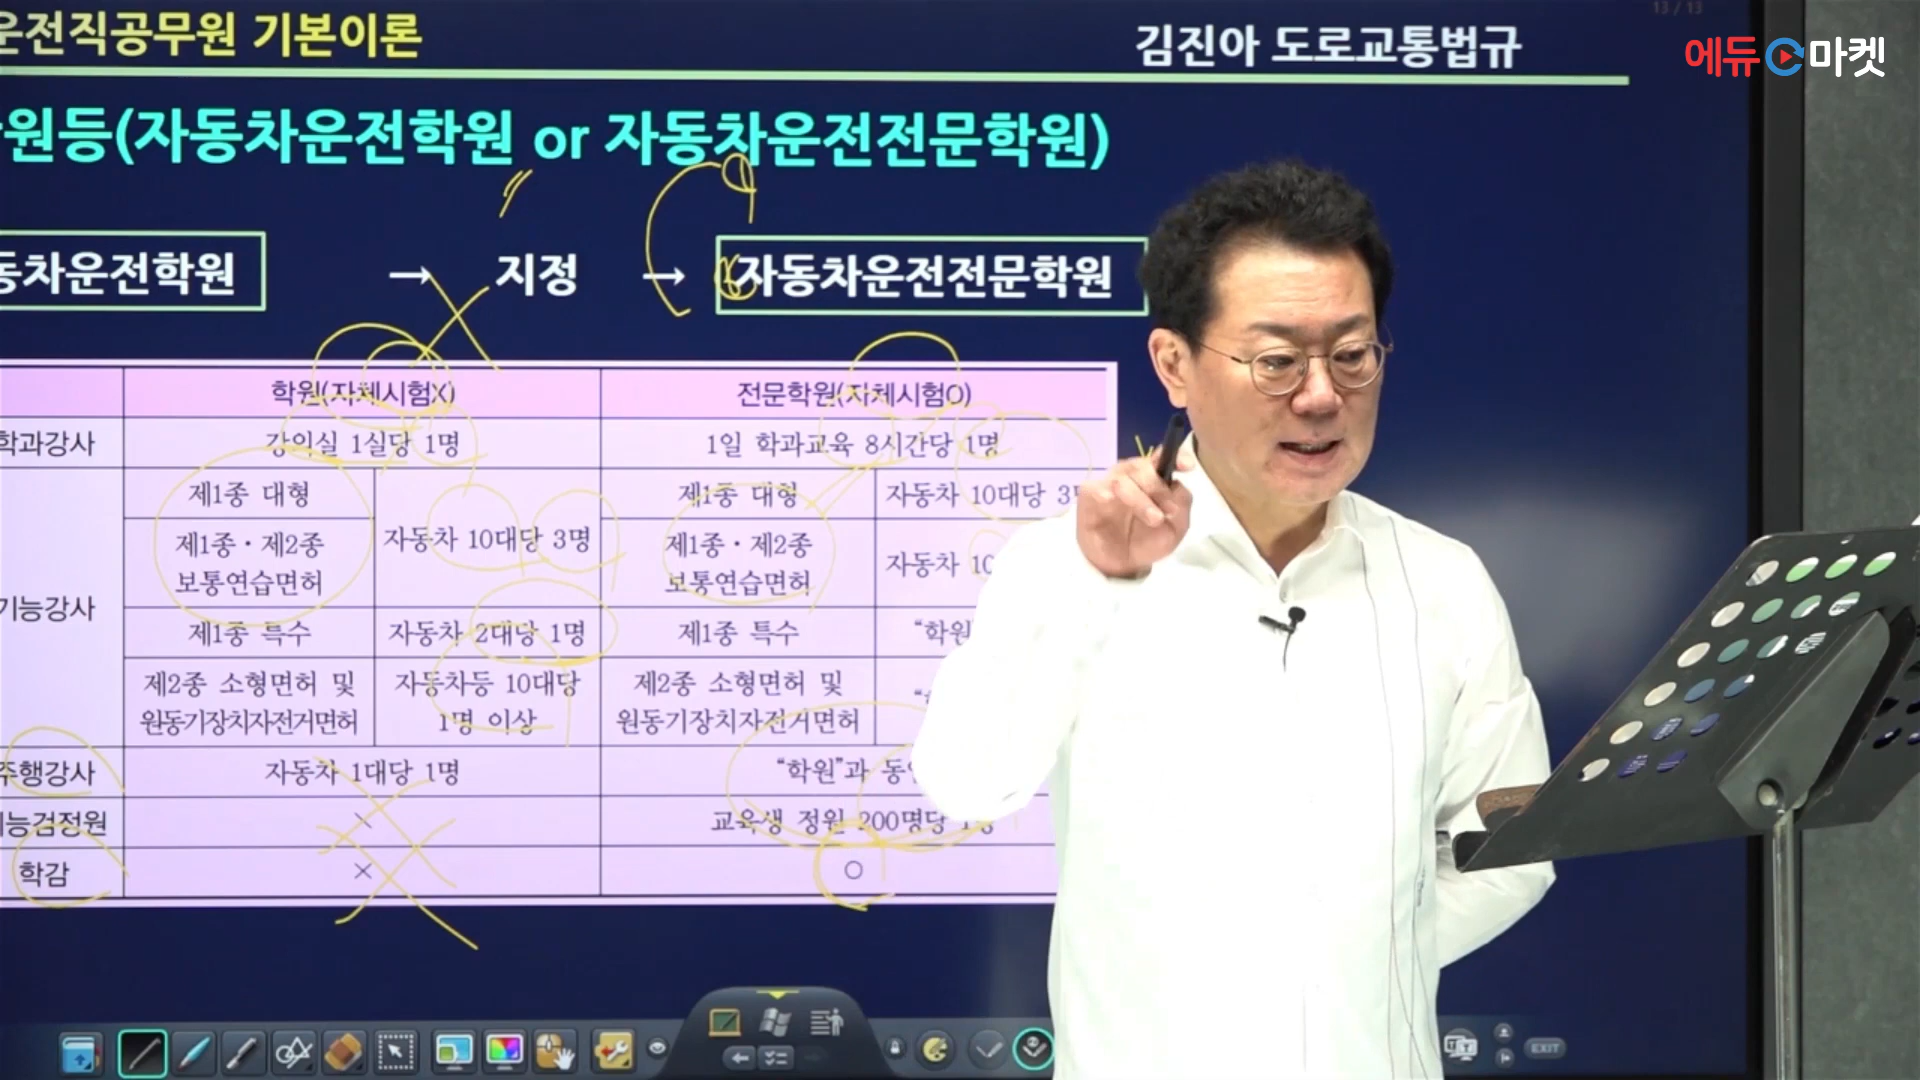 13 / 13
운전직공무원 기본이론
김진아 도로교통법규
에듀 마켓
학원등(자동차운전학원 or 자동차운전전문학원)
동차운전학원 → 지정 → 자동차운전전문학원
학원(자체시험X) 전문학원(자체시험O)
학과강사 강의실 1실당 1명 1일 학과교육 8시간당 1명
제1종 대형 제1종 대형 자동차 10대당 3명
제1종·제2종 자동차 10대당 3명 제1종·제2종 자동차 10
보통연습면허 보통연습면허
기능강사
제1종 특수 자동차 2대당 1명 제1종 특수 "학원
제2종 소형면허 및 자동차등 10대당 제2종 소형면허 및
원동기장치자전거면허 1명 이상 원동기장치자전거면허
주행강사 자동차 1대당 1명 "학원"과 동일
기능검정원 교육생 정원 200명당 1명
학감 × ○
EXIT